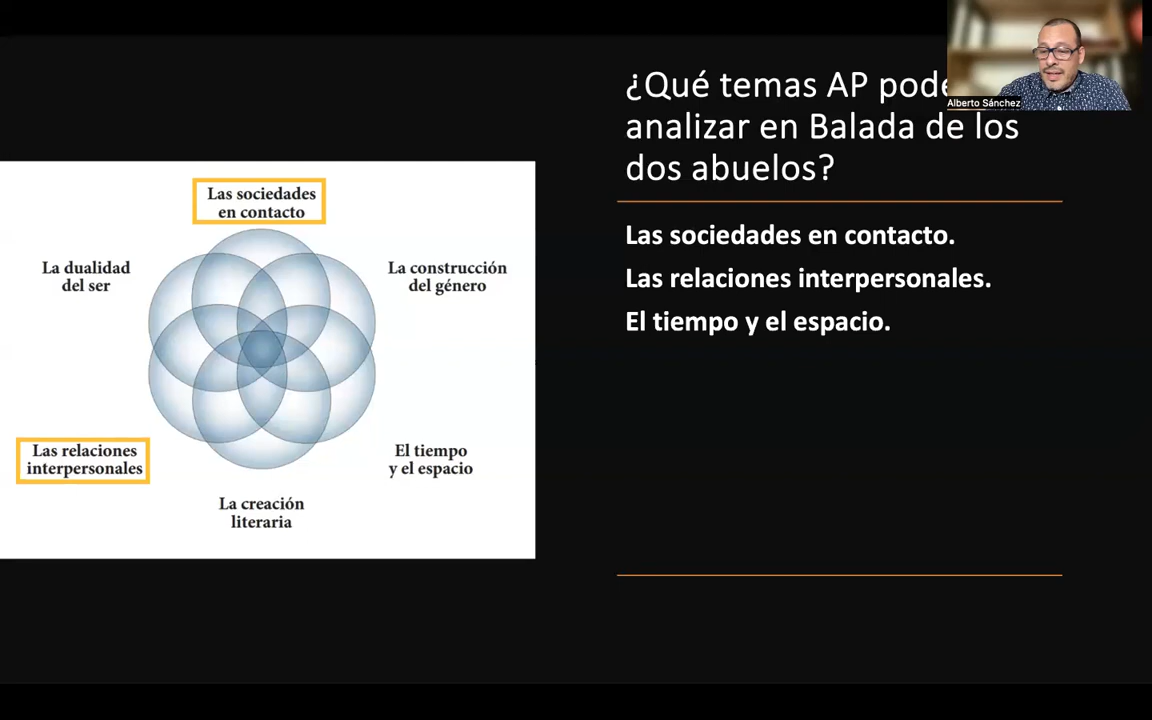 ¿Qué temas AP
analizar en Balada de los
dos abuelos?
Alberto Sánchez
Las sociedades en contacto.
Las relaciones interpersonales.
El tiempo y el espacio.
Las sociedades
en contacto
La dualidad
del ser
La construcción
del género
Las relaciones
interpersonales
El tiempo
y el espacio
La creación
literaria